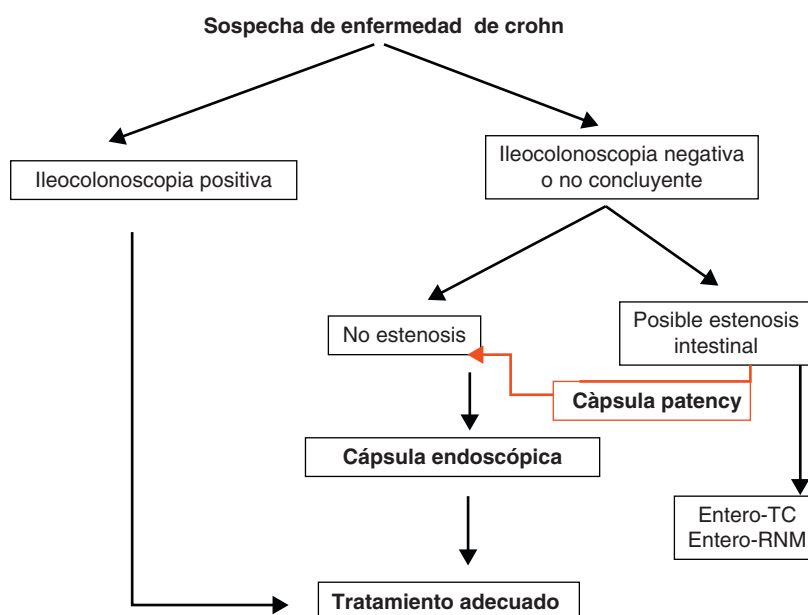 Sospecha de enfermedad de crohn
Ileocolonoscopia positiva
Ileocolonoscopia negativa
o no concluyente
No estenosis
Posible estenosis
intestinal
Càpsula patency
Cápsula endoscópica
Entero-TC
Entero-RNM
Tratamiento adecuado